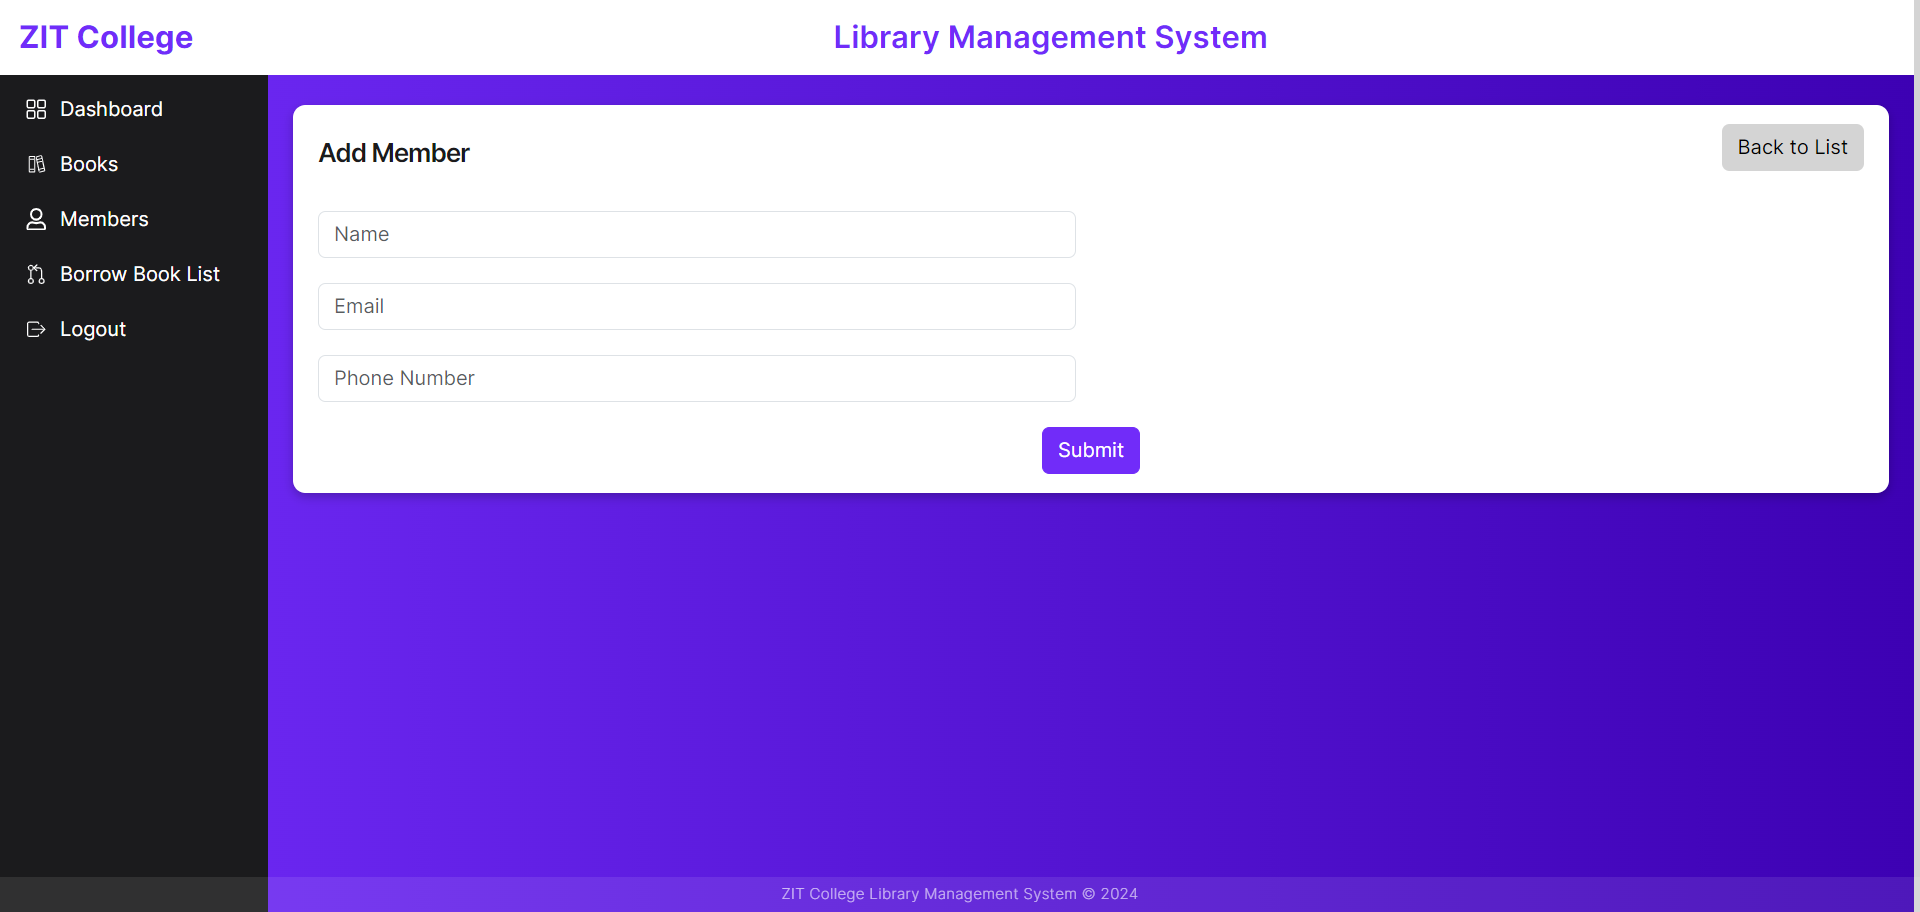 ZIT College
Library Management System
Dashboard
Books
Members
Borrow Book List
Logout
Add Member
Back to List
Name
Email
Phone Number
Submit
ZIT College Library Management System © 2024